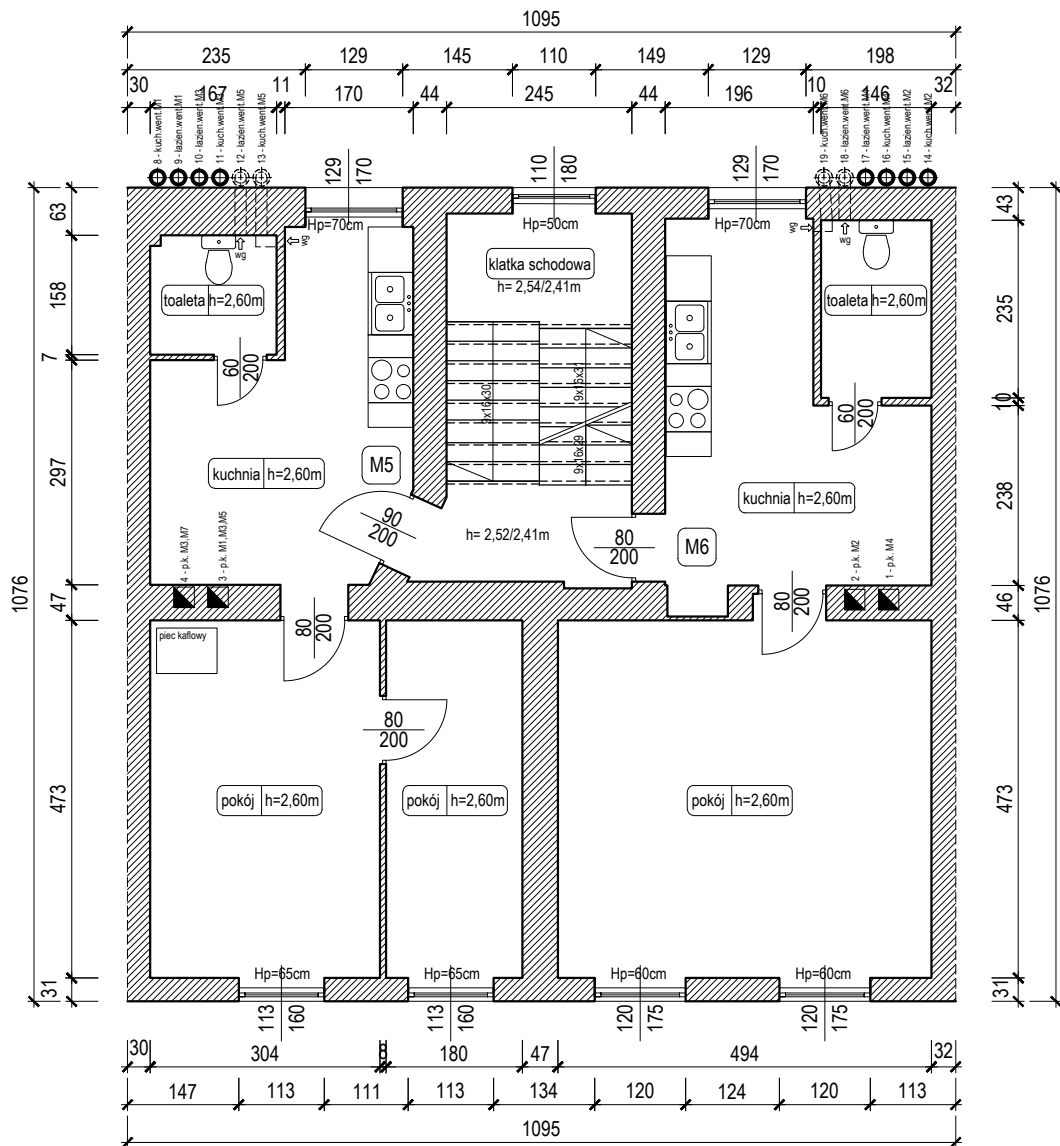 1095
235 129 145 110 149 129 198
30 167 11 170 44 245 44 196 10 146 32
8 - kuch.went.M1
9 - łazien.went.M1
10 - łazien.went.M3
11 - kuch.went.M3
12 - łazien.went.M5
13 - kuch.went.M5
19 - kuch.went.M6
18 - łazien.went.M6
17 - łazien.went.M4
16 - kuch.went.M4
15 - łazien.went.M2
14 - kuch.went.M2
129
170
110
180
129
170
Hp=70cm
Hp=50cm
Hp=70cm
wg
wg
wg
wg
63
158
7
297
47
473
31
1076
43
235
10
238
46
473
31
1076
klatka schodowa
h= 2,54/2,41m
toaleta h=2,60m
toaleta h=2,60m
60
200
60
200
9x16x30
9x16x31
9x16x29
M5
kuchnia h=2,60m
kuchnia h=2,60m
90
200
h= 2,52/2,41m
80
200
M6
4 - p.k. M3,M7
3 - p.k. M1,M3,M5
2 - p.k. M2
1 - p.k. M4
80
200
80
200
piec kaflowy
80
200
pokój h=2,60m
pokój h=2,60m
pokój h=2,60m
Hp=65cm
Hp=65cm
Hp=60cm
Hp=60cm
113
160
113
160
120
175
120
175
30 304 8 180 47 494 32
147 113 111 113 134 120 124 120 113
1095